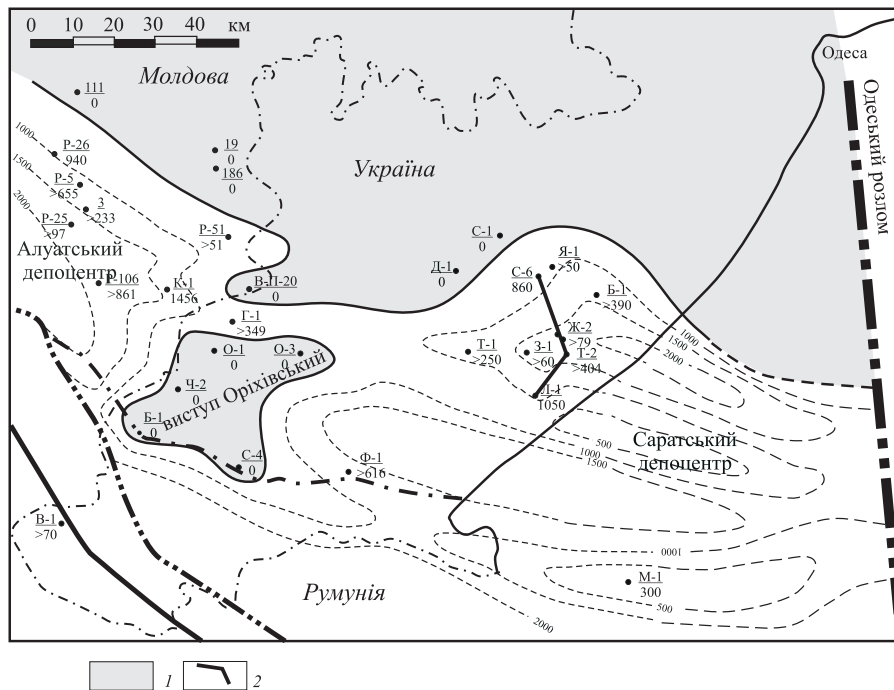 0 10 20 30 40 км
Молдова
Одеса
111
0
1000
Р-26
940
19
0
Україна
Одеський розлом
1500
Р-5
>655
186
0
2000
3
>233
Р-25
>97
Р-51
>51
С-1
0
Алуатський
депоцентр
Д-1
0
Я-1
>50
С-6
860
Р-106
>861
К-1
1456
В-П-20
0
Б-1
>390
Г-1
>349
Ж-2
>79
1000
1500
2000
О-1
0
О-3
0
Т-1
>250
З-1
>60
Т-2
>404
Ч-2
0
виступ Оріхівський
Л-1
1050
Б-1
0
500
1000
1500
Саратський
депоцентр
С-4
0
Ф-1
>616
В-1
>70
1000
Румунія
М-1
300
500
2000
1
2